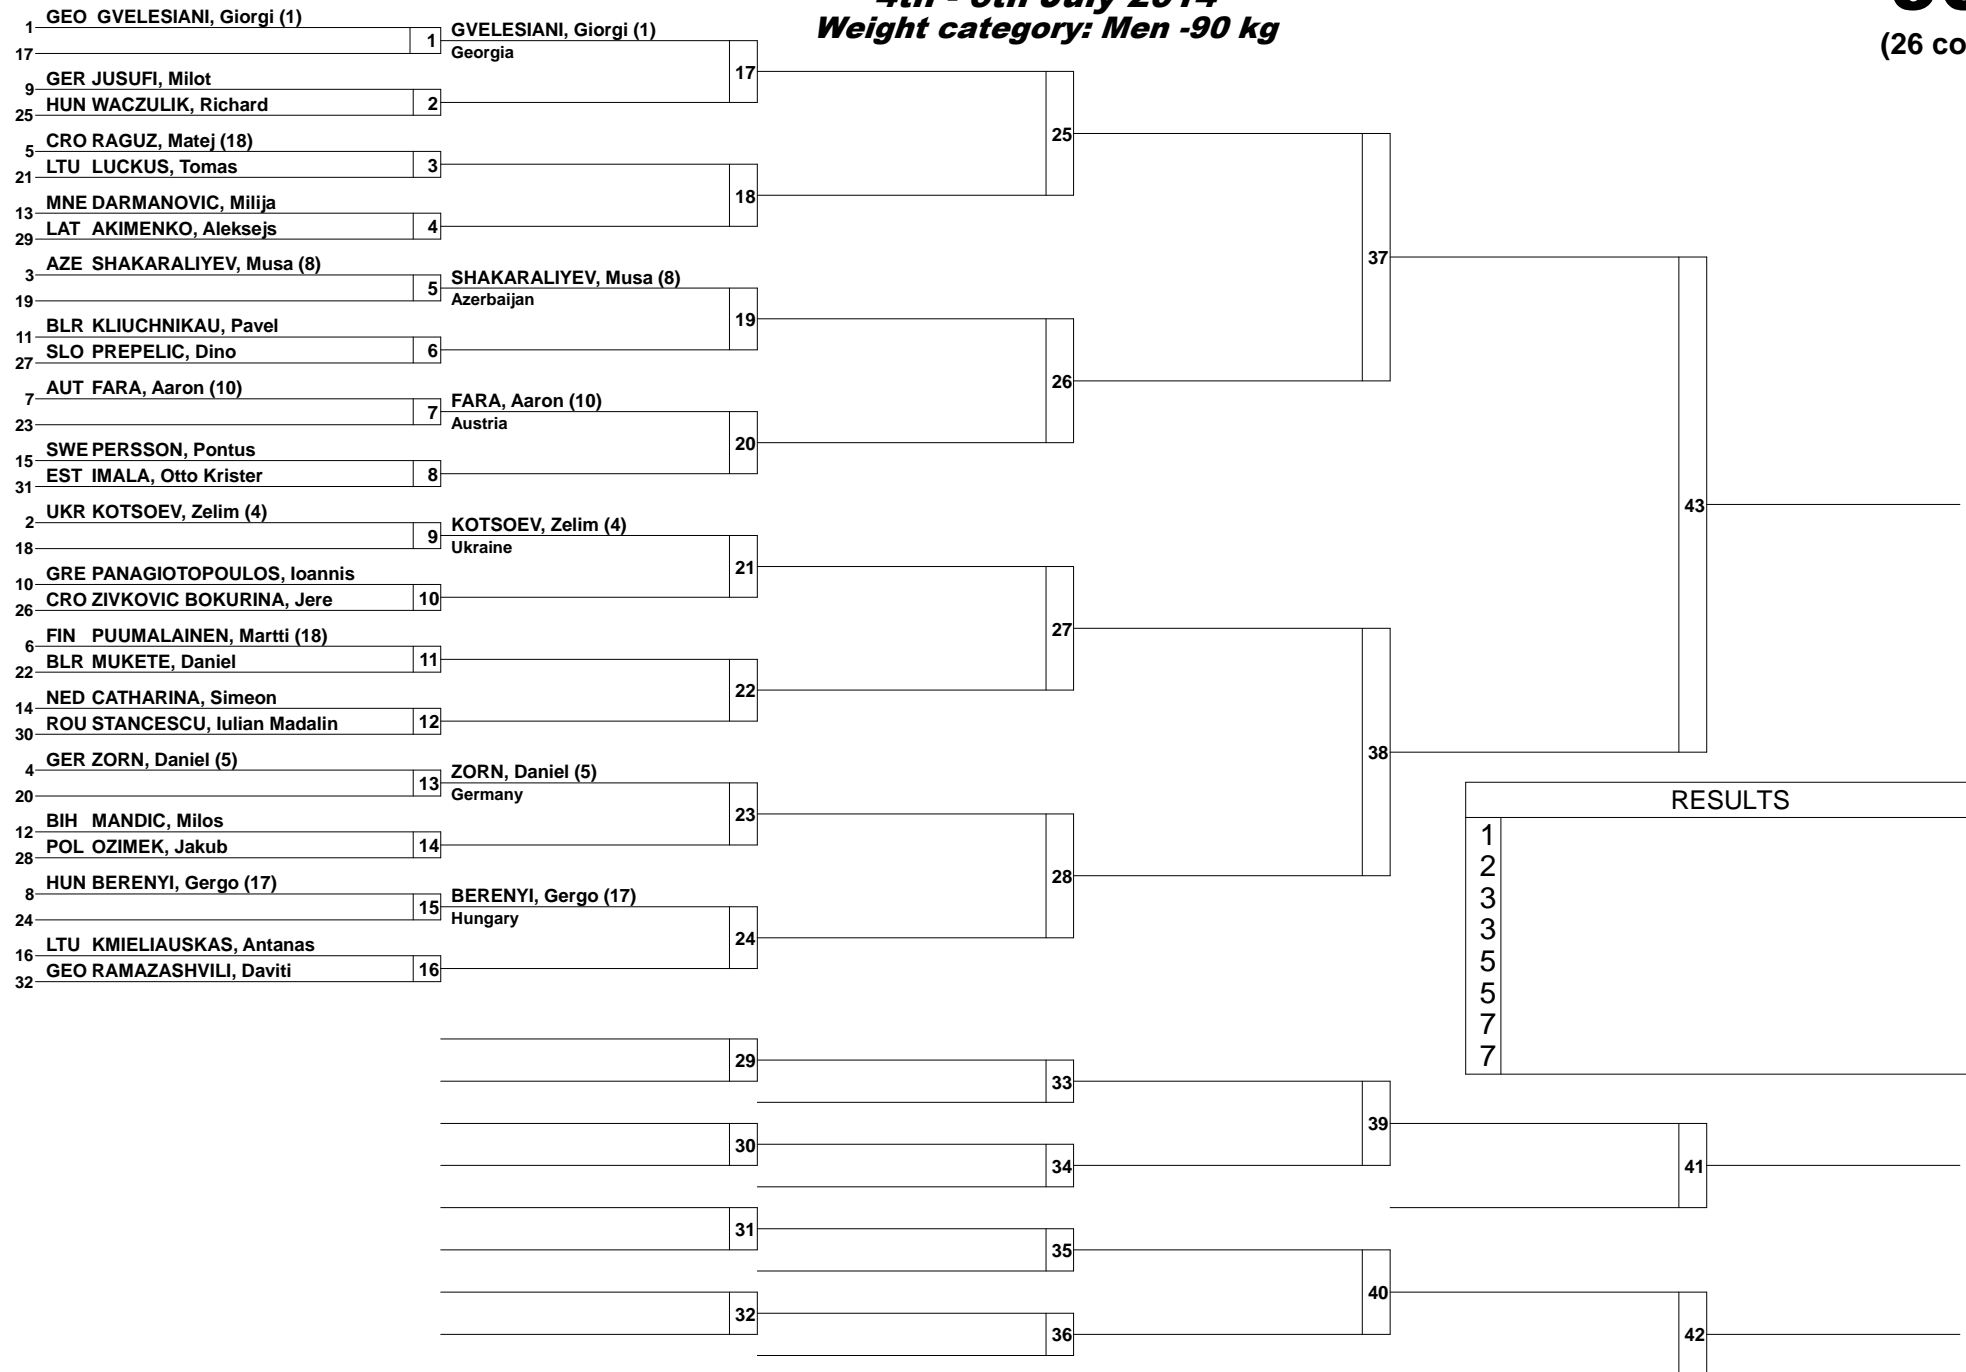 4th - 6th July 2014
Weight category: Men -90 kg
(26 co
1 GEO GVELESIANI, Giorgi (1)
17
1 GVELESIANI, Giorgi (1)
Georgia
9 GER JUSUFI, Milot
25 HUN WACZULIK, Richard
2
17
5 CRO RAGUZ, Matej (18)
21 LTU LUCKUS, Tomas
3
13 MNE DARMANOVIC, Milija
29 LAT AKIMENKO, Aleksejs
4
18
25
3 AZE SHAKARALIYEV, Musa (8)
19
5 SHAKARALIYEV, Musa (8)
Azerbaijan
11 BLR KLIUCHNIKAU, Pavel
27 SLO PREPELIC, Dino
6
19
7 AUT FARA, Aaron (10)
23
7 FARA, Aaron (10)
Austria
15 SWE PERSSON, Pontus
31 EST IMALA, Otto Krister
8
20
26
37
2 UKR KOTSOEV, Zelim (4)
18
9 KOTSOEV, Zelim (4)
Ukraine
10 GRE PANAGIOTOPOULOS, Ioannis
26 CRO ZIVKOVIC BOKURINA, Jere
10
21
6 FIN PUUMALAINEN, Martti (18)
22 BLR MUKETE, Daniel
11
14 NED CATHARINA, Simeon
30 ROU STANCESCU, Iulian Madalin
12
22
27
4 GER ZORN, Daniel (5)
20
13 ZORN, Daniel (5)
Germany
12 BIH MANDIC, Milos
28 POL OZIMEK, Jakub
14
23
8 HUN BERENYI, Gergo (17)
24
15 BERENYI, Gergo (17)
Hungary
16 LTU KMIELIAUSKAS, Antanas
32 GEO RAMAZASHVILI, Daviti
16
24
28
38
43
RESULTS
1
2
3
3
5
5
7
7
29
33
30
34
39
41
31
35
32
36
40
42